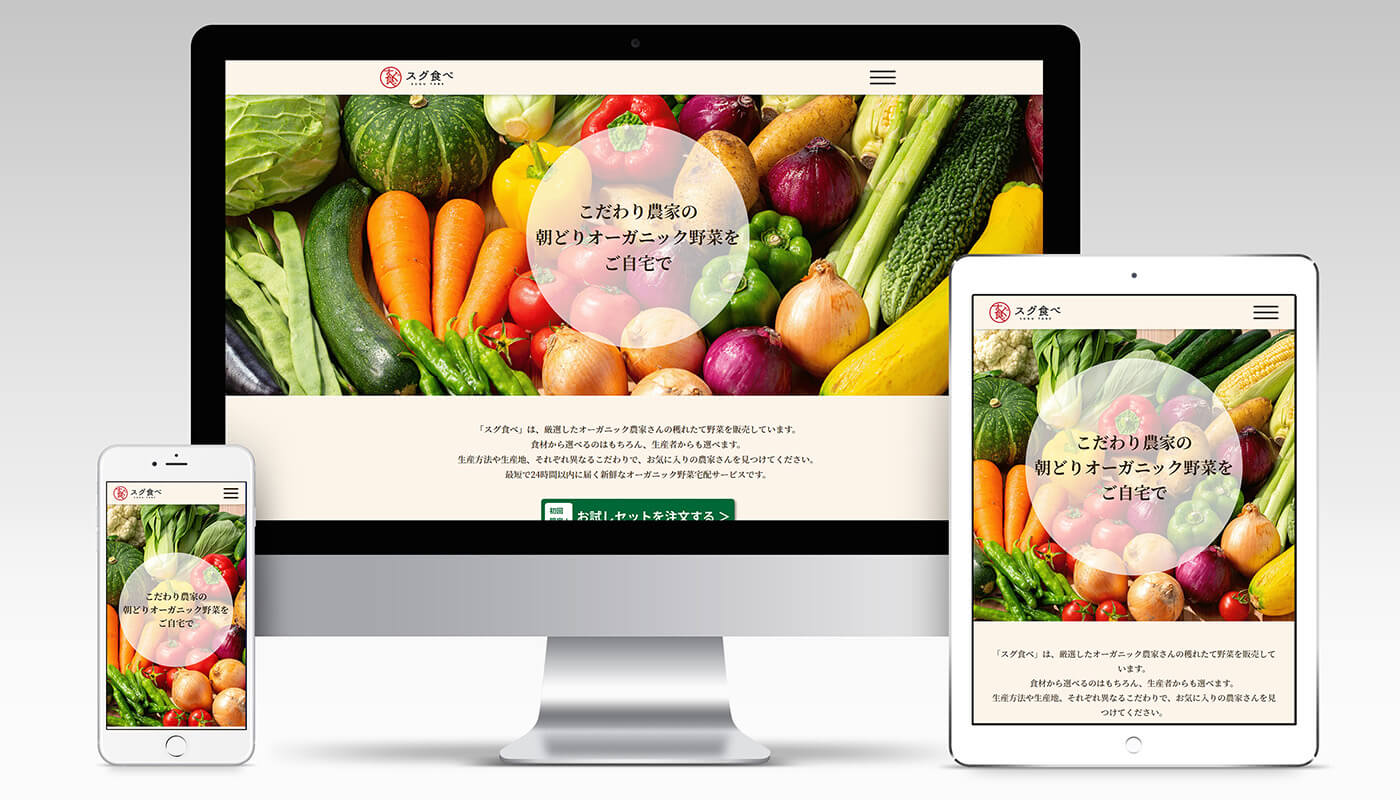 スグ食べ
SUGU TABE
こだわり農家の
朝どりオーガニック野菜を
ご自宅で
「スグ食べ」は、厳選したオーガニック農家さんの穫れたて野菜を販売しています。
食材から選べるのはもちろん、生産者からも選べます。
生産方法や生産地、それぞれ異なるこだわりで、お気に入りの農家さんを見つけてください。
最短で24時間以内に届く新鮮なオーガニック野菜宅配サービスです。
初回
お試しセットを注文する >
スグ食べ
SUGU TABE
こだわり農家の
朝どりオーガニック野菜を
ご自宅で
スグ食べ
SUGU TABE
こだわり農家の
朝どりオーガニック野菜を
ご自宅で
「スグ食べ」は、厳選したオーガニック農家さんの穫れたて野菜を販売して
います。
食材から選べるのはもちろん、生産者からも選べます。
生産方法や生産地、それぞれ異なるこだわりで、お気に入りの農家さんを見
つけてください。